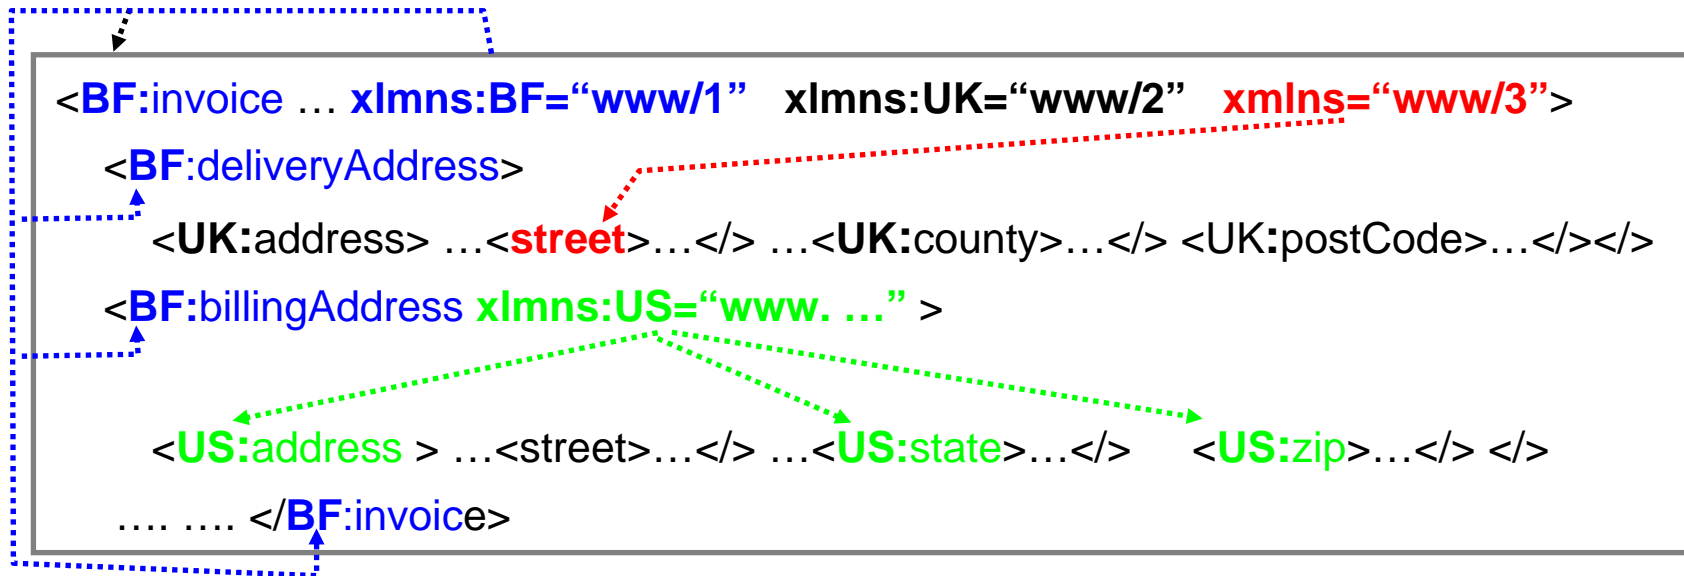 <BF:invoice … xlmns:BF=“www/1” xlmns:UK=“www/2” xmlns=“www/3”>
<BF:deliveryAddress>
<UK:address> …<street>…</> …<UK:county>…</> <UK:postCode>…</></>
<BF:billingAddress xlmns:US=“www. …” >
<US:address > …<street>…</> …<US:state>…</> <US:zip>…</> </>
…. …. </BF:invoice>